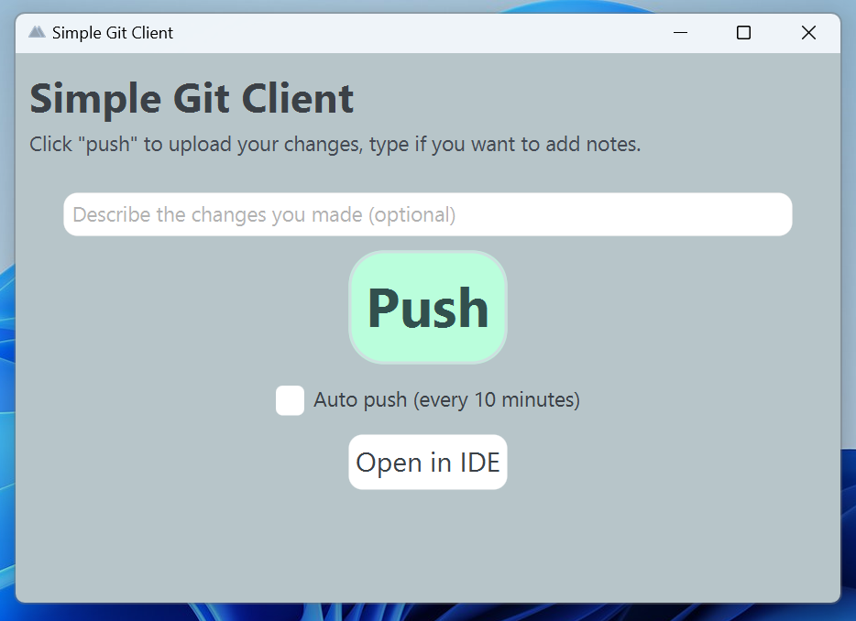 Simple Git Client
Simple Git Client
Click "push" to upload your changes, type if you want to add notes.
Describe the changes you made (optional)
Push
Auto push (every 10 minutes)
Open in IDE